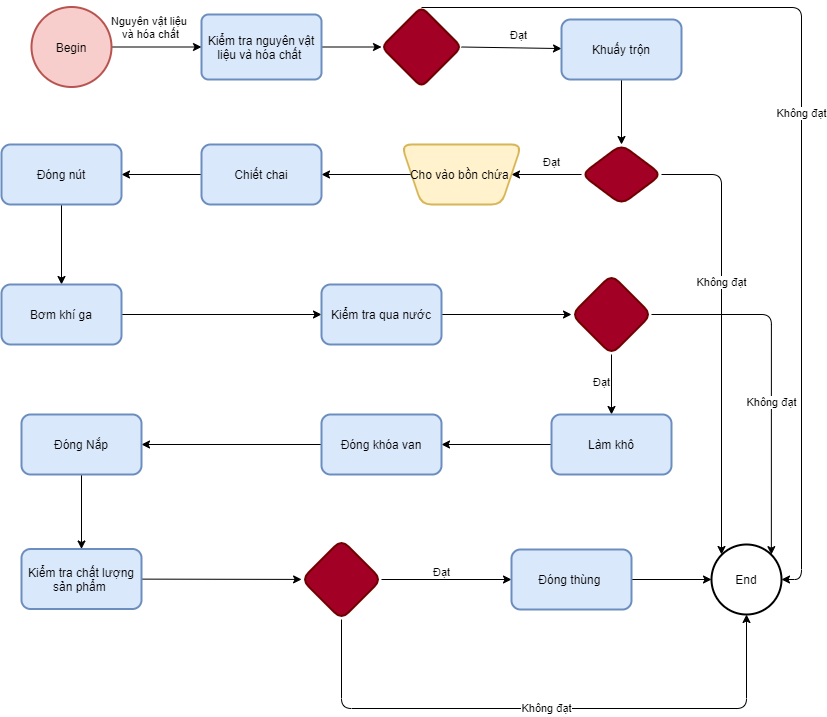 Begin
Nguyên vật liệu
và hóa chất
Kiểm tra nguyên vật
liệu và hóa chất
Đạt
Khuấy trộn
Không đạt
Đóng nút
Chiết chai
Cho vào bồn chứa
Đạt
Không đạt
Bơm khí ga
Kiểm tra qua nước
Đạt
Không đạt
Đóng Nắp
Đóng khóa van
Làm khô
Kiểm tra chất lượng
sản phẩm
Đạt
Đóng thùng
End
Không đạt